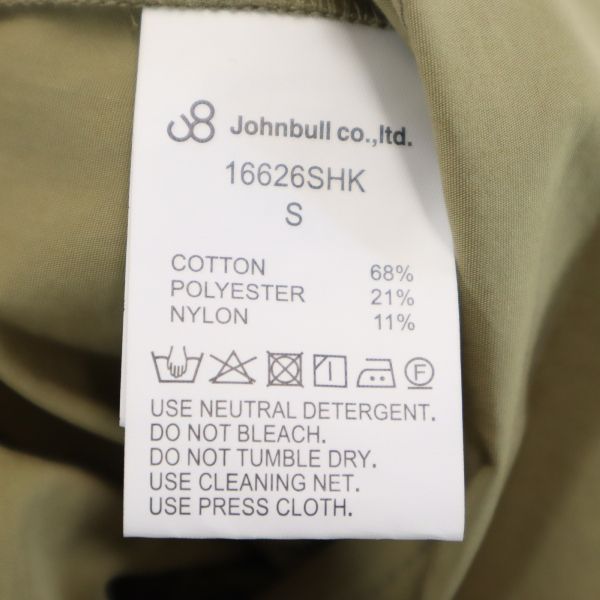 Johnbull co.,ltd.
16626SHK
S
COTTON 68%
POLYESTER 21%
NYLON 11%
F
USE NEUTRAL DETERGENT.
DO NOT BLEACH.
DO NOT TUMBLE DRY.
USE CLEANING NET.
USE PRESS CLOTH.